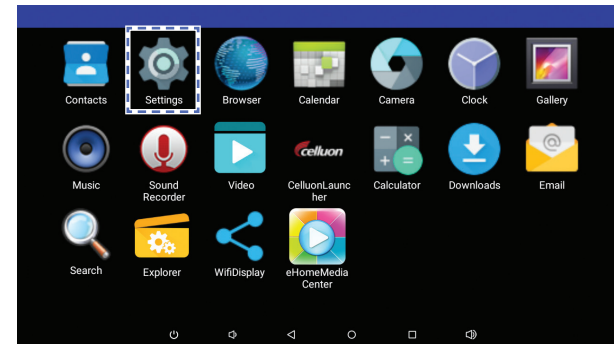 Contacts
Settings
Browser
Calendar
Camera
Clock
Gallery
celluon
Music
Sound
Recorder
Video
CelluonLaunc
her
Calculator
Downloads
Email
Search
Explorer
WifiDisplay
eHomeMedia
Center